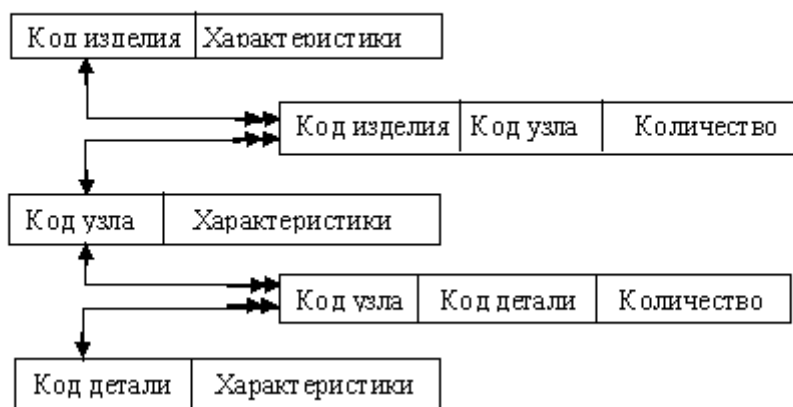 Код изделия Характеристики
Код изделия Код узла Количество
Код узла Характеристики
Код узла Код детали Количество
Код детали Характеристики